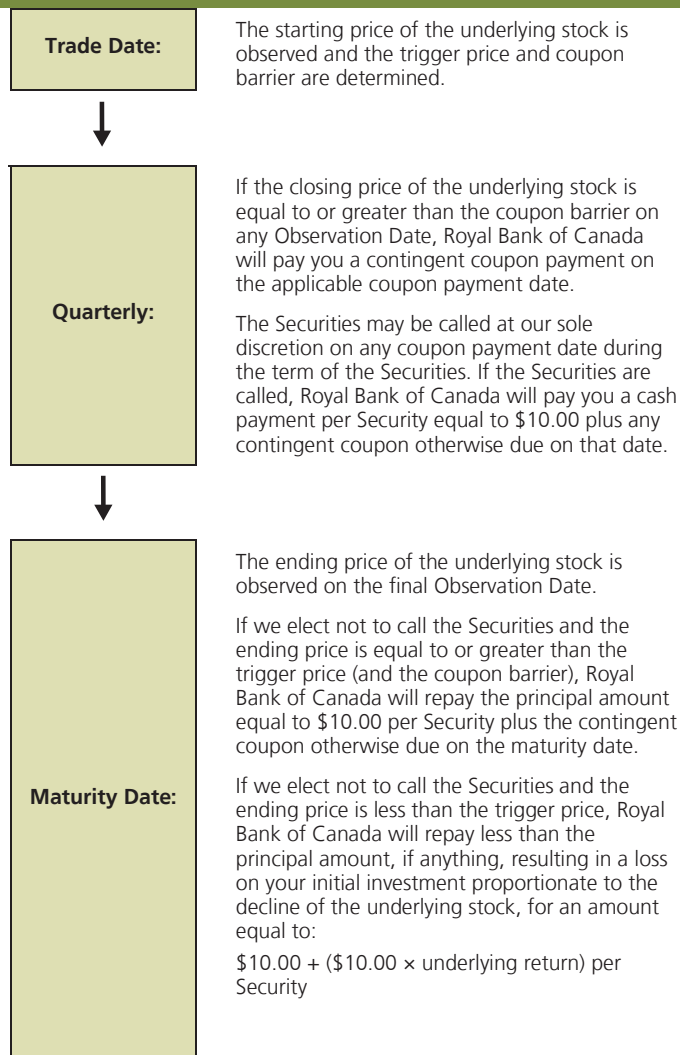 Trade Date:
The starting price of the underlying stock is
observed and the trigger price and coupon
barrier are determined.
Quarterly:
If the closing price of the underlying stock is
equal to or greater than the coupon barrier on
any Observation Date, Royal Bank of Canada
will pay you a contingent coupon payment on
the applicable coupon payment date.
The Securities may be called at our sole
discretion on any coupon payment date during
the term of the Securities. If the Securities are
called, Royal Bank of Canada will pay you a cash
payment per Security equal to $10.00 plus any
contingent coupon otherwise due on that date.
Maturity Date:
The ending price of the underlying stock is
observed on the final Observation Date.
If we elect not to call the Securities and the
ending price is equal to or greater than the
trigger price (and the coupon barrier), Royal
Bank of Canada will repay the principal amount
equal to $10.00 per Security plus the contingent
coupon otherwise due on the maturity date.
If we elect not to call the Securities and the
ending price is less than the trigger price, Royal
Bank of Canada will repay less than the
principal amount, if anything, resulting in a loss
on your initial investment proportionate to the
decline of the underlying stock, for an amount
equal to:
$10.00 + ($10.00 × underlying return) per
Security